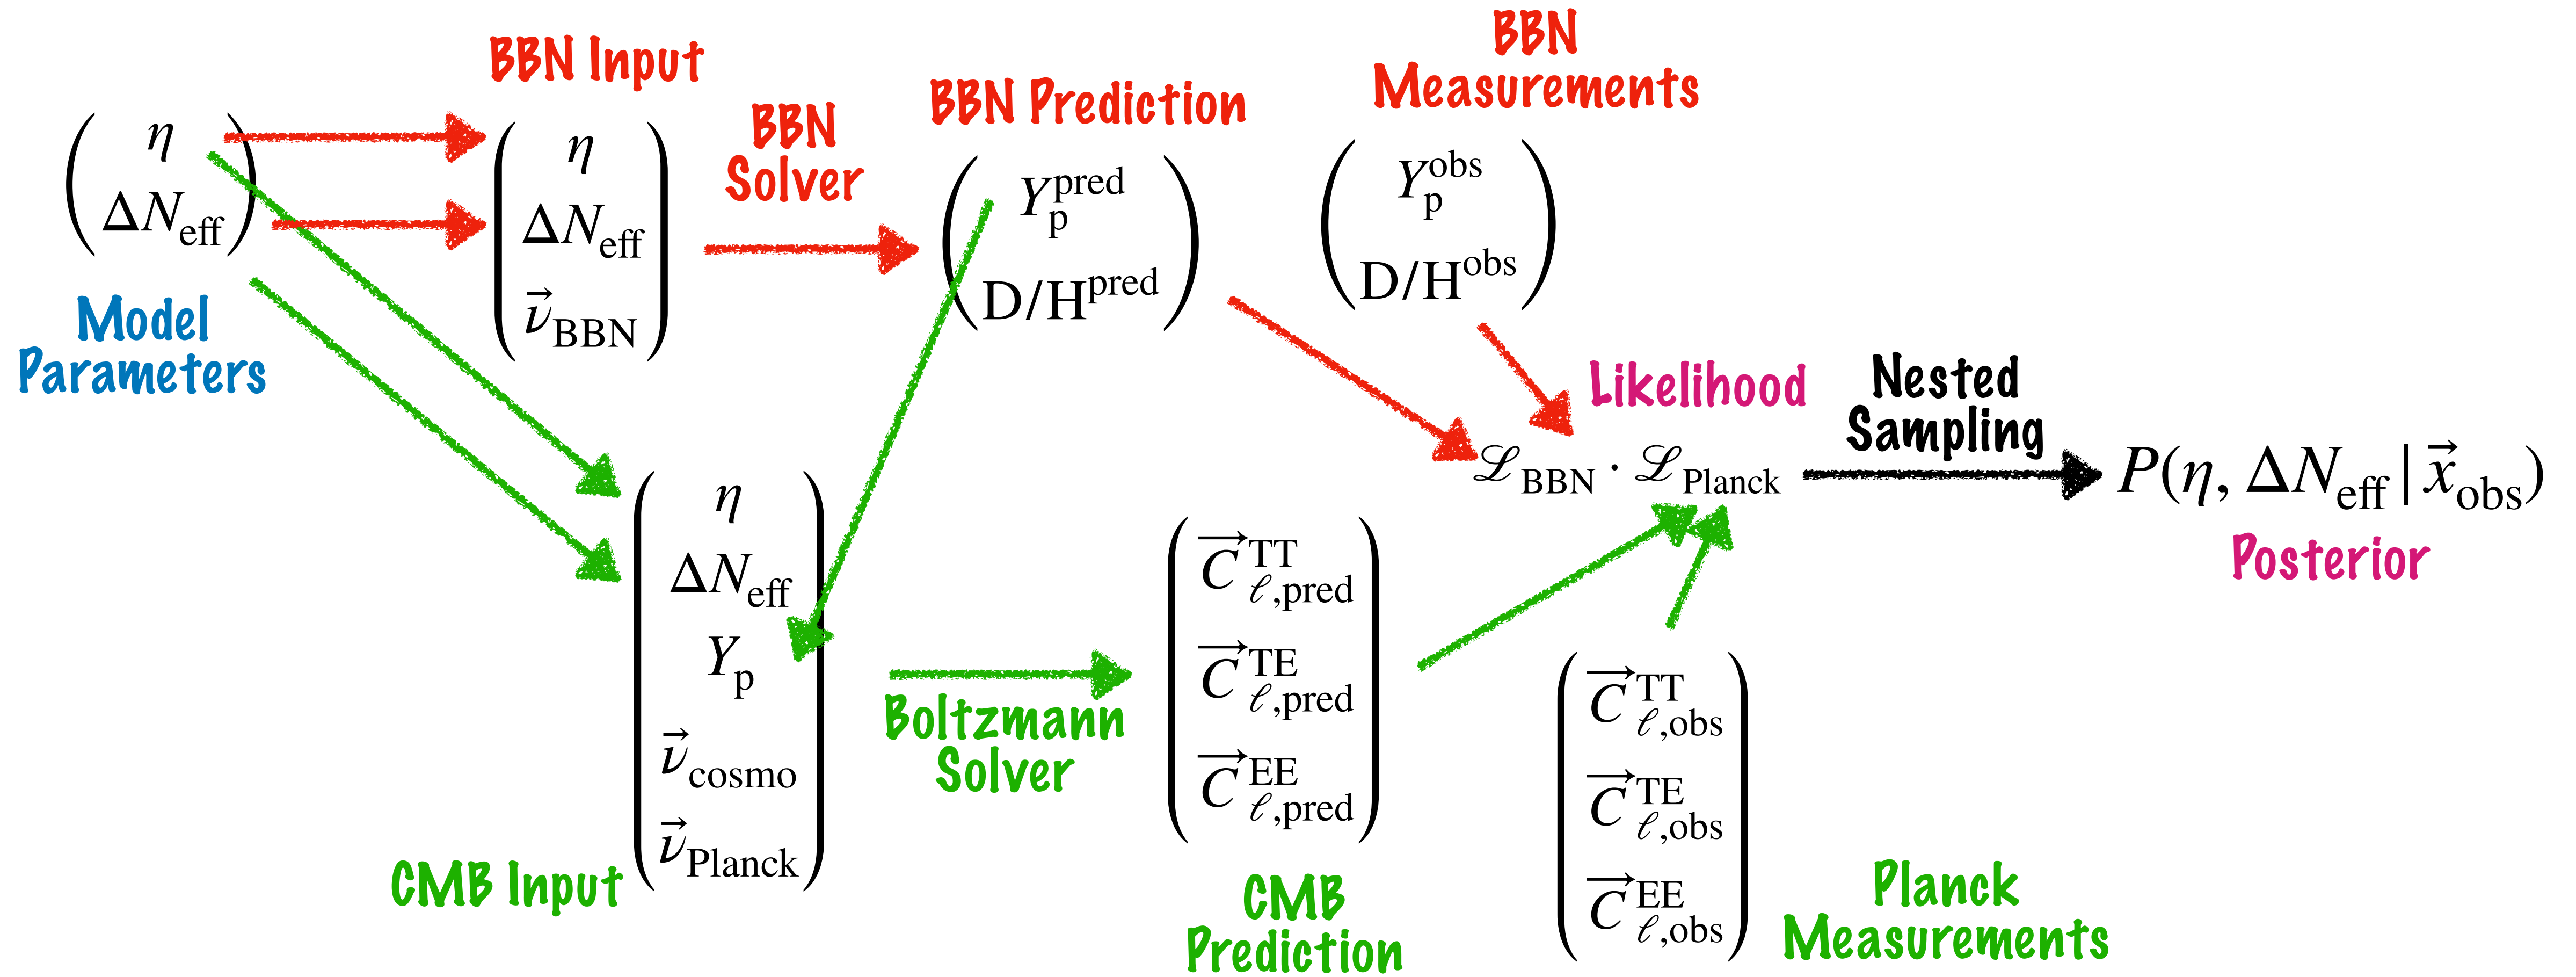 BBN Input
BBN
Solver
BBN Prediction
BBN
Measurements
η
ΔN_eff
Model
Parameters
η
ΔN_eff
ν⃗_BBN
Y_p^pred
D/H^pred
Y_p^obs
D/H^obs
Likelihood
ℒ_BBN · ℒ_Planck
Nested
Sampling
P(η, ΔN_eff | x⃗_obs)
Posterior
η
ΔN_eff
Y_p
ν⃗_cosmo
ν⃗_Planck
CMB Input
Boltzmann
Solver
C⃗_ℓ,pred^TT
C⃗_ℓ,pred^TE
C⃗_ℓ,pred^EE
CMB
Prediction
C⃗_ℓ,obs^TT
C⃗_ℓ,obs^TE
C⃗_ℓ,obs^EE
Planck
Measurements